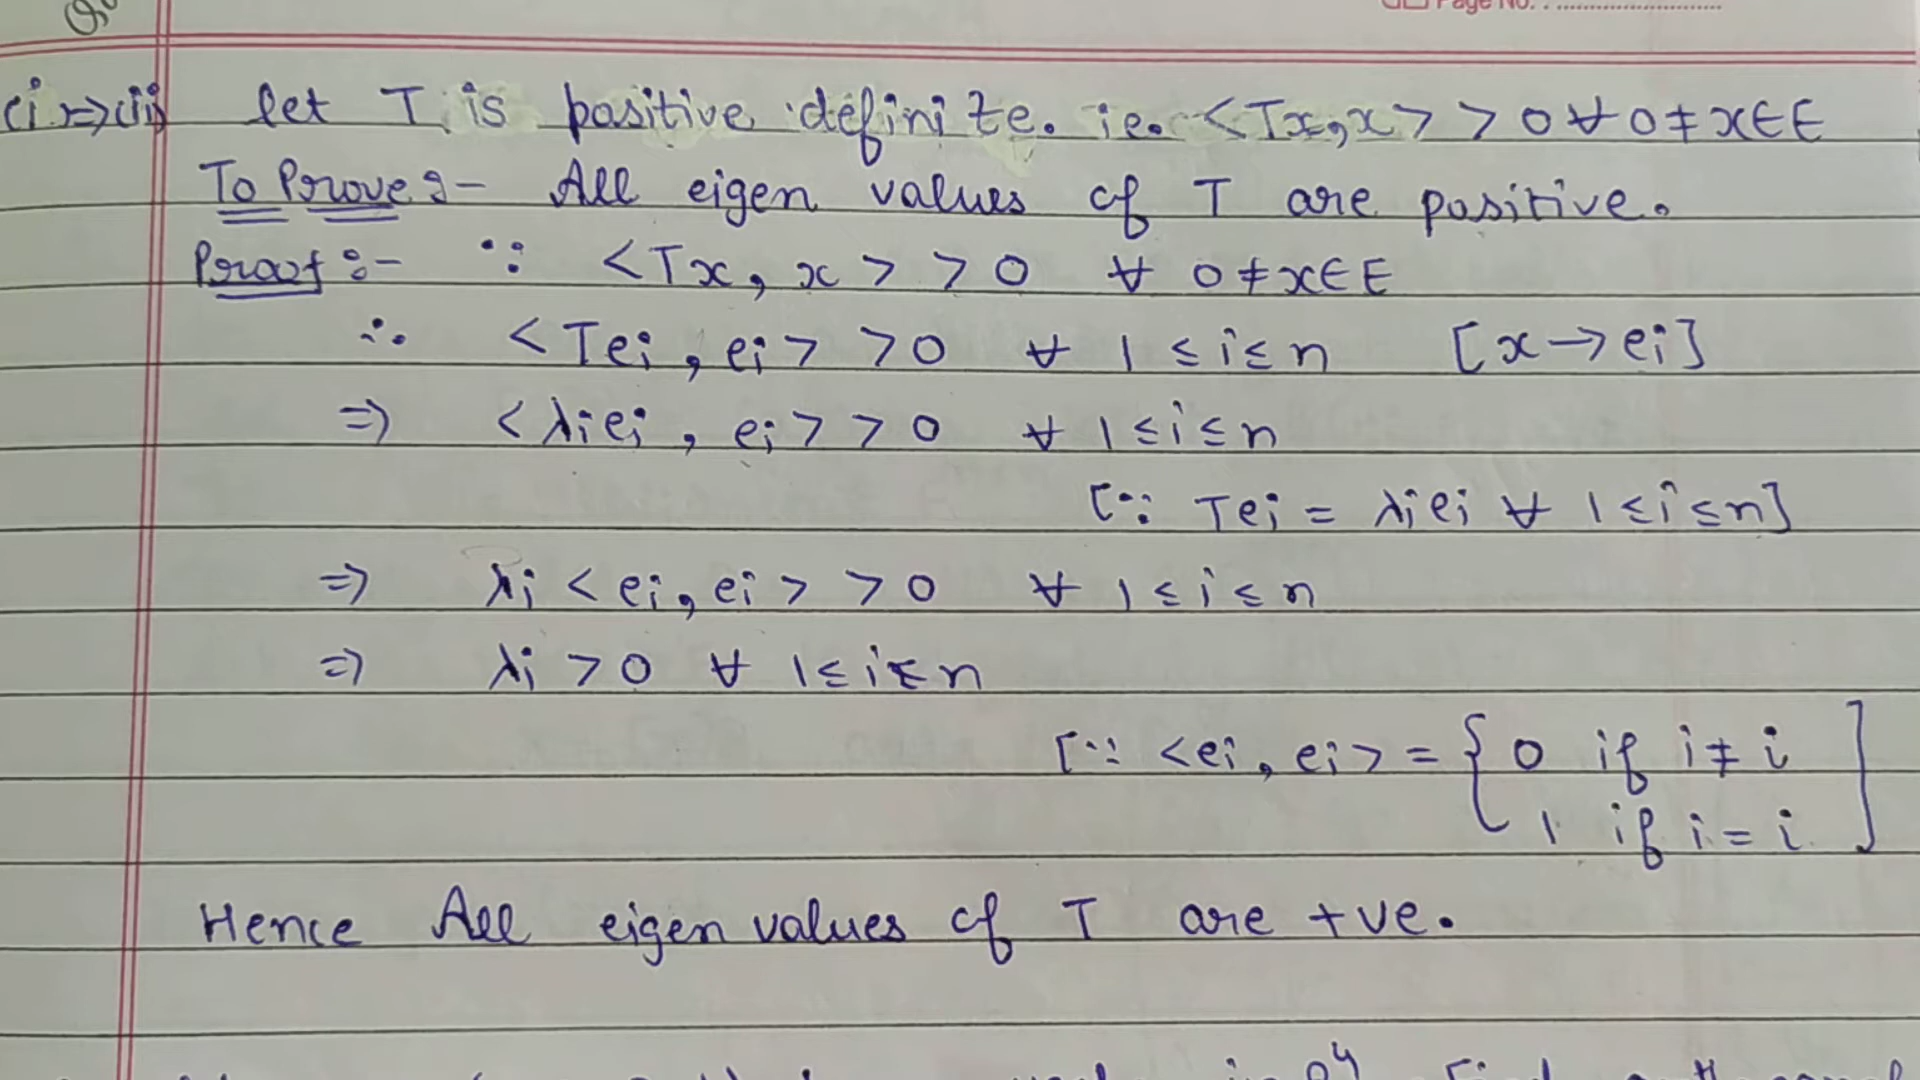 Page No. :
(i)⇒(ii) let T is positive definite. ie. <Tx,x> > 0 ∀ 0≠x∈E
To Prove :- All eigen values of T are positive.
Proof :- ∵ <Tx, x> > 0 ∀ 0≠x∈E
∴ <Tei, ei> > 0 ∀ 1≤i≤n [x→ei]
⇒ <λiei, ei> > 0 ∀ 1≤i≤n
[∵ Tei = λiei ∀ 1≤i≤n]
⇒ λi <ei, ei> > 0 ∀ 1≤i≤n
⇒ λi > 0 ∀ 1≤i≤n
[∵ <ei, ei> = { 0 if i≠i
1 if i=i ]
Hence All eigen values of T are +ve.